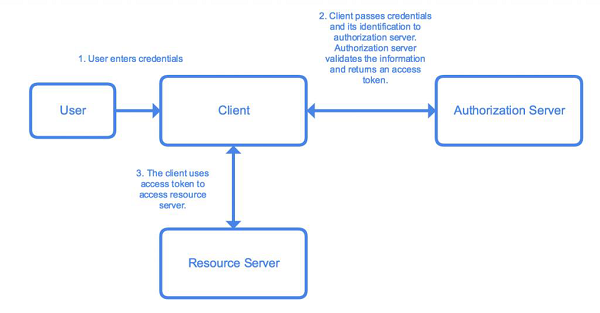 2. Client passes credentials
and its identification to
authorization server.
Authorization server
validates the information
and returns an access
token.
1. User enters credentials
User
Client
Authorization Server
3. The client uses
access token to
access resource
server.
Resource Server